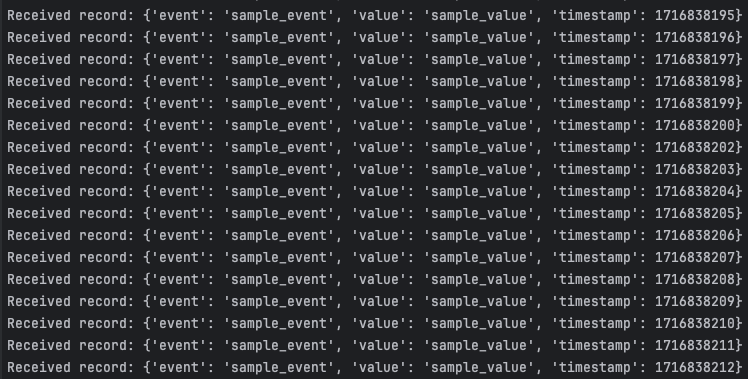 Received record: {'event': 'sample_event', 'value': 'sample_value', 'timestamp': 1716838195}
Received record: {'event': 'sample_event', 'value': 'sample_value', 'timestamp': 1716838196}
Received record: {'event': 'sample_event', 'value': 'sample_value', 'timestamp': 1716838197}
Received record: {'event': 'sample_event', 'value': 'sample_value', 'timestamp': 1716838198}
Received record: {'event': 'sample_event', 'value': 'sample_value', 'timestamp': 1716838199}
Received record: {'event': 'sample_event', 'value': 'sample_value', 'timestamp': 1716838200}
Received record: {'event': 'sample_event', 'value': 'sample_value', 'timestamp': 1716838202}
Received record: {'event': 'sample_event', 'value': 'sample_value', 'timestamp': 1716838203}
Received record: {'event': 'sample_event', 'value': 'sample_value', 'timestamp': 1716838204}
Received record: {'event': 'sample_event', 'value': 'sample_value', 'timestamp': 1716838205}
Received record: {'event': 'sample_event', 'value': 'sample_value', 'timestamp': 1716838206}
Received record: {'event': 'sample_event', 'value': 'sample_value', 'timestamp': 1716838207}
Received record: {'event': 'sample_event', 'value': 'sample_value', 'timestamp': 1716838208}
Received record: {'event': 'sample_event', 'value': 'sample_value', 'timestamp': 1716838209}
Received record: {'event': 'sample_event', 'value': 'sample_value', 'timestamp': 1716838210}
Received record: {'event': 'sample_event', 'value': 'sample_value', 'timestamp': 1716838211}
Received record: {'event': 'sample_event', 'value': 'sample_value', 'timestamp': 1716838212}